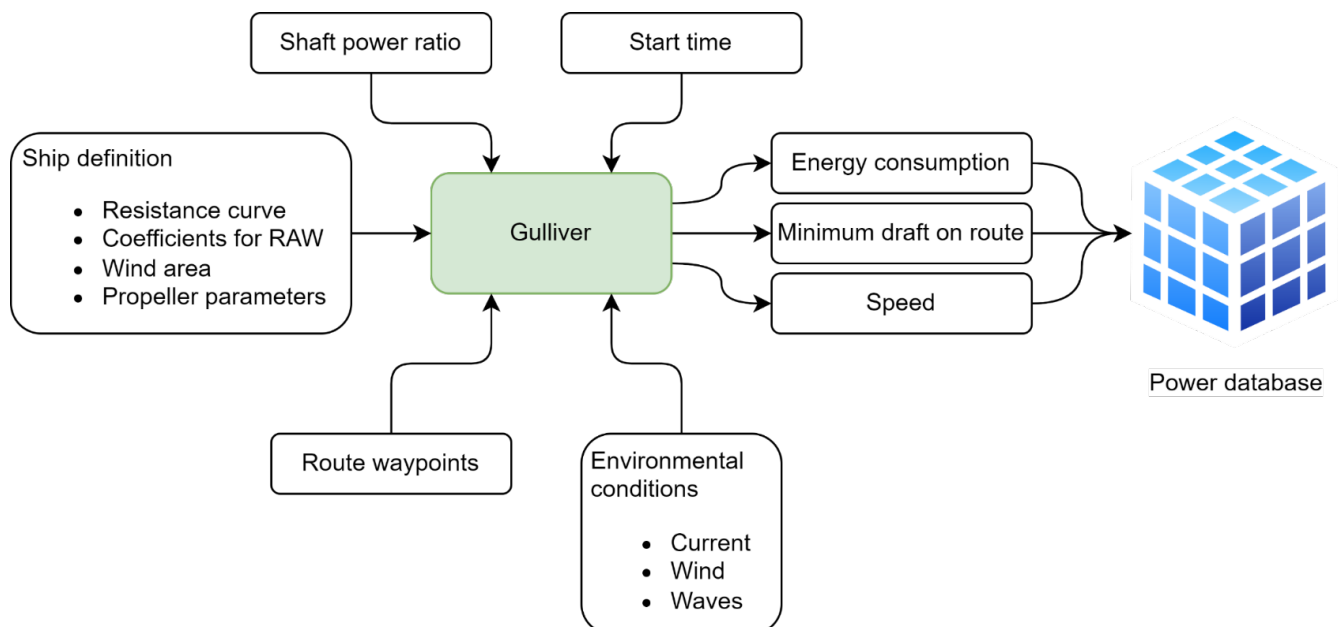 Shaft power ratio
Start time
Ship definition
Resistance curve
Coefficients for RAW
Wind area
Propeller parameters
Gulliver
Energy consumption
Minimum draft on route
Speed
Power database
Route waypoints
Environmental
conditions
Current
Wind
Waves